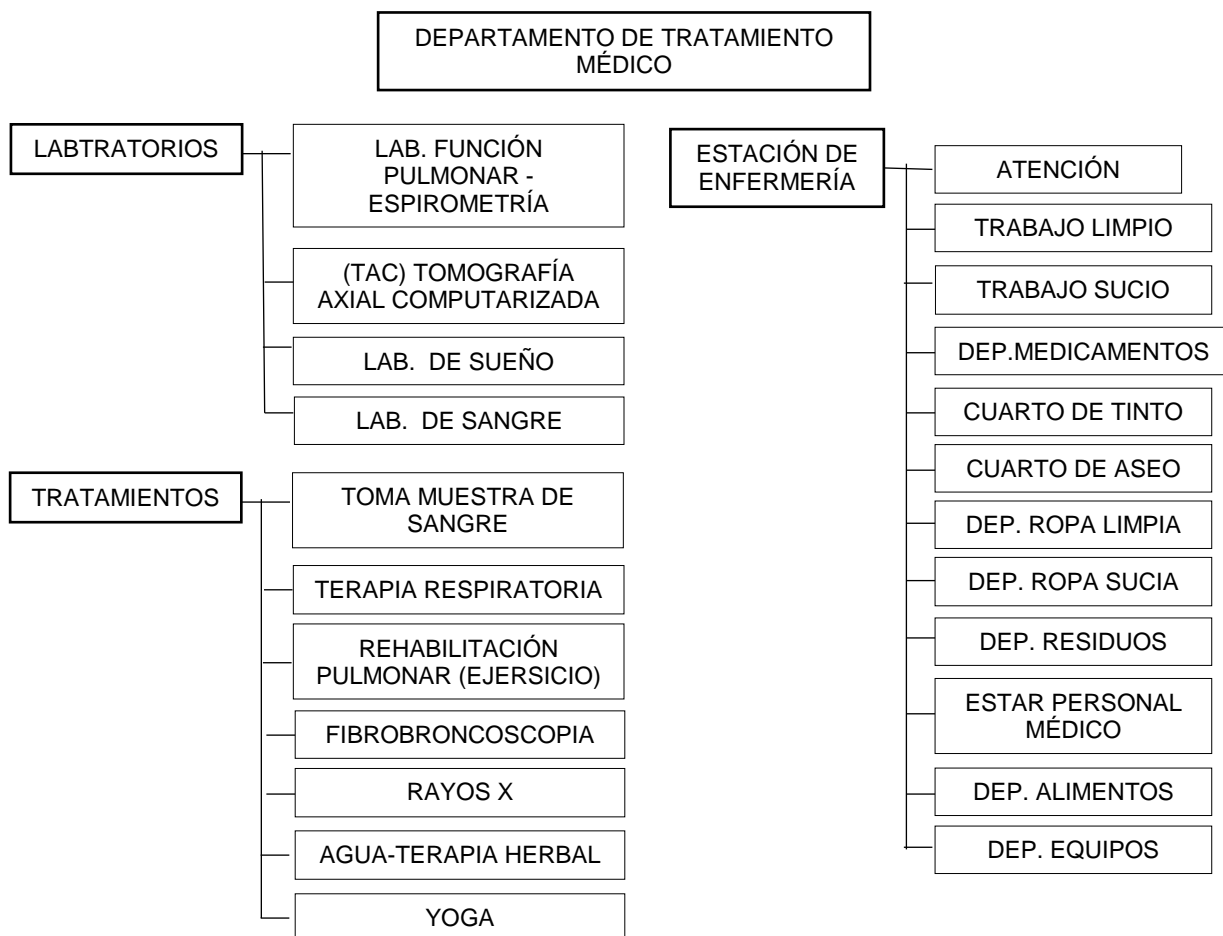 DEPARTAMENTO DE TRATAMIENTO
MÉDICO
LABTRATORIOS
LAB. FUNCIÓN
PULMONAR -
ESPIROMETRÍA
(TAC) TOMOGRAFÍA
AXIAL COMPUTARIZADA
LAB. DE SUEÑO
LAB. DE SANGRE
TRATAMIENTOS
TOMA MUESTRA DE
SANGRE
TERAPIA RESPIRATORIA
REHABILITACIÓN
PULMONAR (EJERSICIO)
FIBROBRONCOSCOPIA
RAYOS X
AGUA-TERAPIA HERBAL
YOGA
ESTACIÓN DE
ENFERMERÍA
ATENCIÓN
TRABAJO LIMPIO
TRABAJO SUCIO
DEP.MEDICAMENTOS
CUARTO DE TINTO
CUARTO DE ASEO
DEP. ROPA LIMPIA
DEP. ROPA SUCIA
DEP. RESIDUOS
ESTAR PERSONAL
MÉDICO
DEP. ALIMENTOS
DEP. EQUIPOS